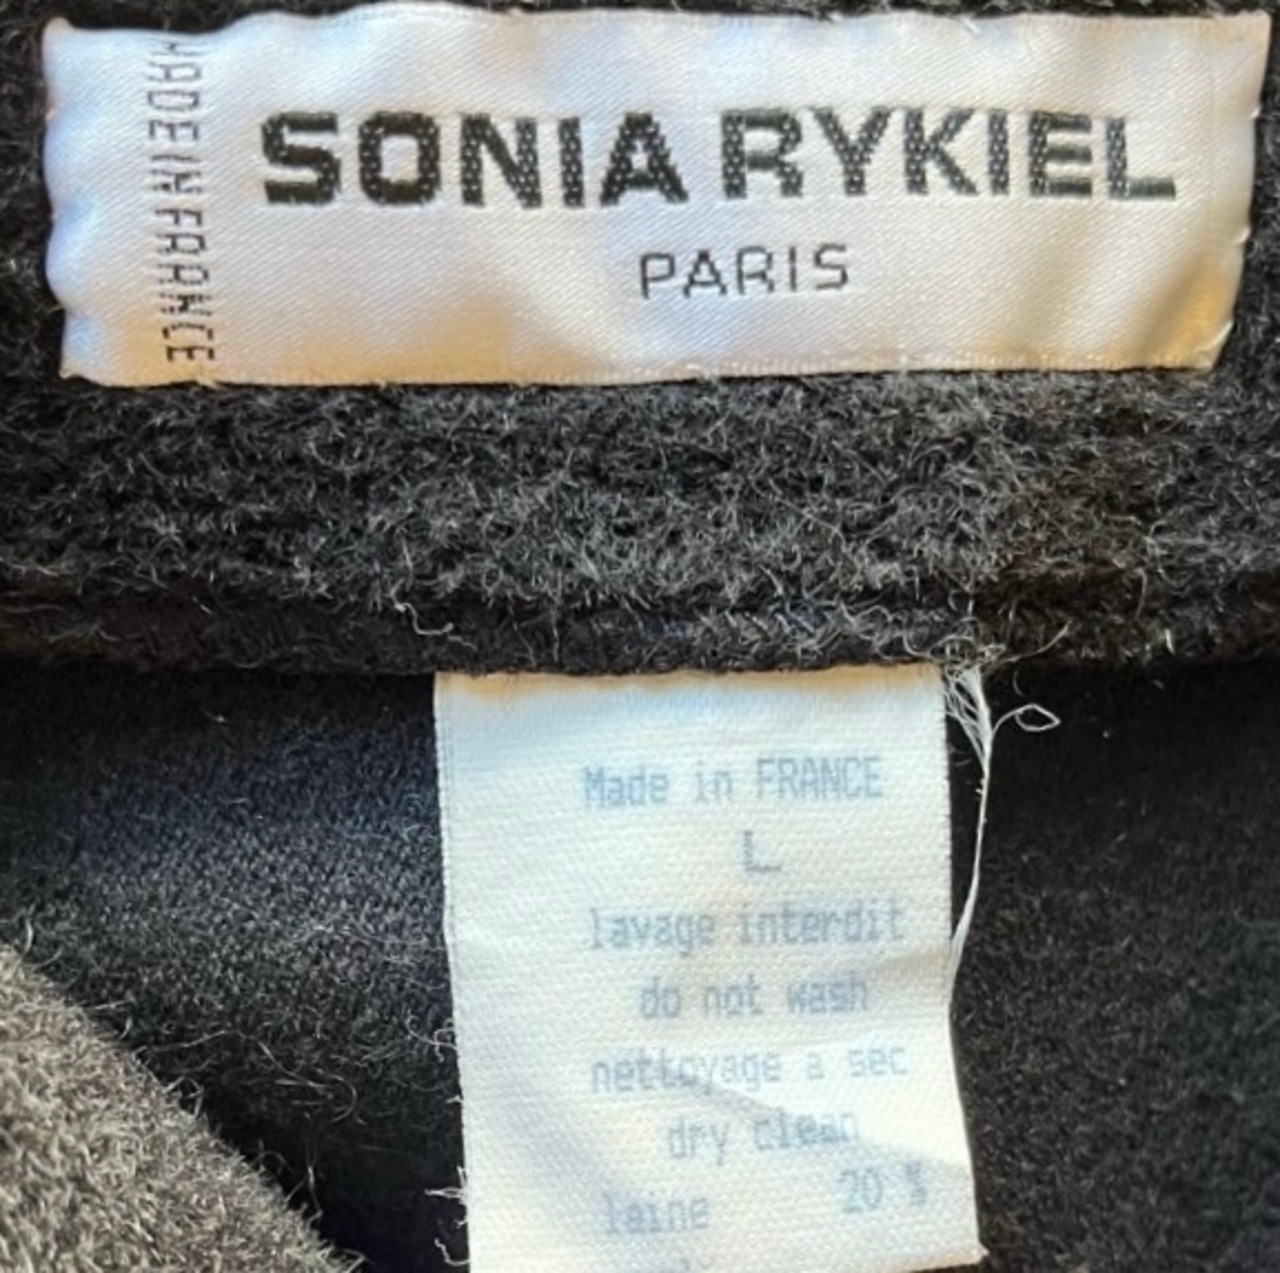 MADE IN FRANCE
SONIA RYKIEL
PARIS
Made in FRANCE
L
lavage interdit
do not wash
nettoyage a sec
dry clean
laine 20 %